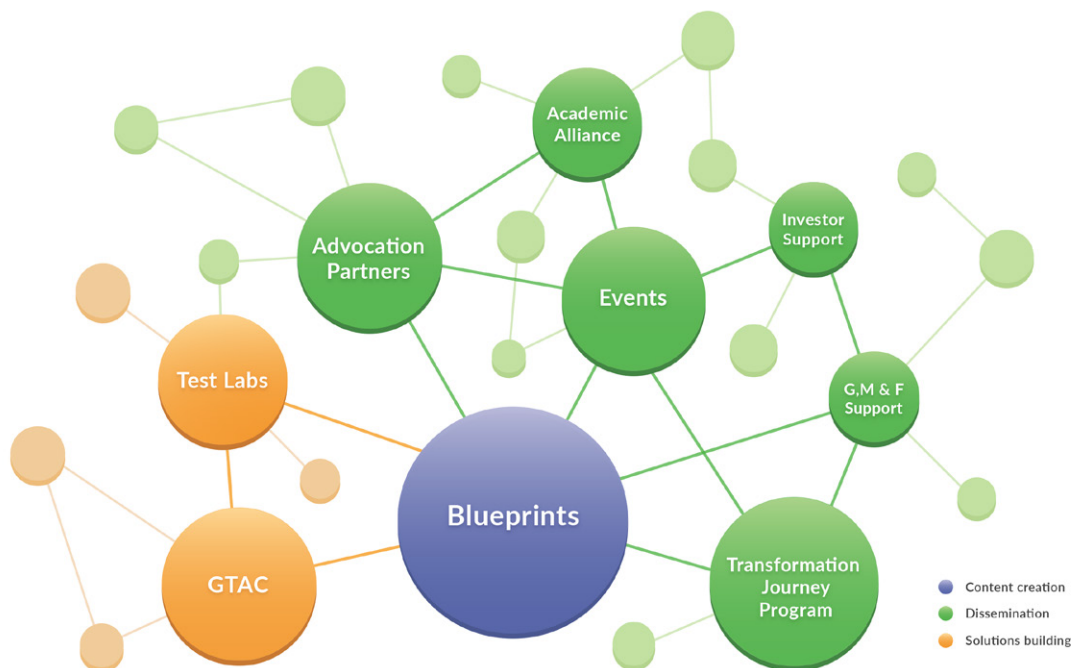 Academic
Alliance
Advocation
Partners
Investor
Support
Events
Test Labs
G,M & F
Support
Blueprints
GTAC
Transformation
Journey
Program
Content creation
Dissemination
Solutions building